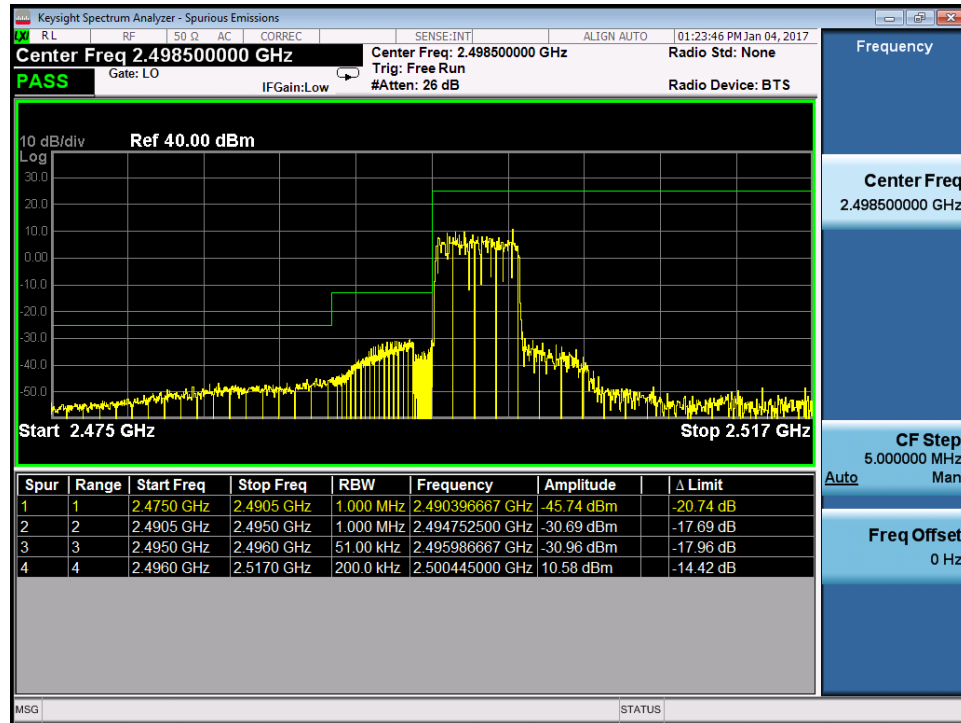 Keysight Spectrum Analyzer - Spurious Emissions
LXI RL RF 50 Ω AC CORREC SENSE:INT ALIGN AUTO 01:23:46 PM Jan 04, 2017
Center Freq 2.498500000 GHz
Center Freq: 2.498500000 GHz
Radio Std: None
Trig: Free Run
PASS
Gate: LO
IFGain:Low
#Atten: 26 dB
Radio Device: BTS
Frequency
10 dB/div
Ref 40.00 dBm
Log
30.0
20.0
10.0
0.00
-10.0
-20.0
-30.0
-40.0
-50.0
Start 2.475 GHz
Stop 2.517 GHz
Center Freq
2.498500000 GHz
CF Step
5.000000 MHz
Auto Man
Freq Offset
0 Hz
Spur Range Start Freq Stop Freq RBW Frequency Amplitude Δ Limit
1 1 2.4750 GHz 2.4905 GHz 1.000 MHz 2.490396667 GHz -45.74 dBm -20.74 dB
2 2 2.4905 GHz 2.4950 GHz 1.000 MHz 2.494752500 GHz -30.69 dBm -17.69 dB
3 3 2.4950 GHz 2.4960 GHz 51.00 kHz 2.495986667 GHz -30.96 dBm -17.96 dB
4 4 2.4960 GHz 2.5170 GHz 200.0 kHz 2.500445000 GHz 10.58 dBm -14.42 dB
MSG
STATUS